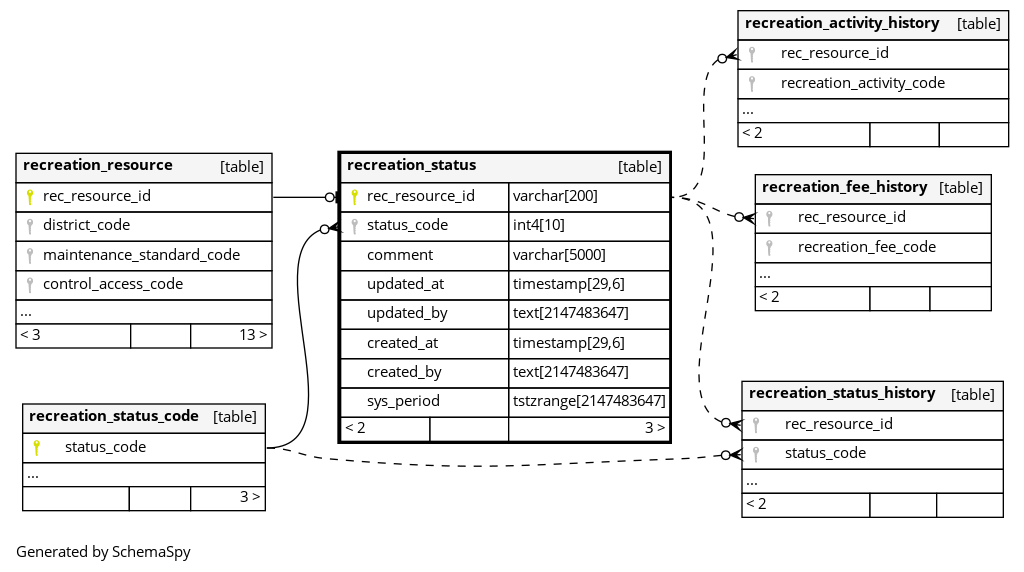 recreation_activity_history [table]
rec_resource_id
recreation_activity_code
...
< 2
recreation_resource [table]
rec_resource_id
district_code
maintenance_standard_code
control_access_code
...
< 3 13 >
recreation_status [table]
rec_resource_id varchar[200]
status_code int4[10]
comment varchar[5000]
updated_at timestamp[29,6]
updated_by text[2147483647]
created_at timestamp[29,6]
created_by text[2147483647]
sys_period tstzrange[2147483647]
< 2 3 >
recreation_fee_history [table]
rec_resource_id
recreation_fee_code
...
< 2
recreation_status_code [table]
status_code
...
3 >
recreation_status_history [table]
rec_resource_id
status_code
...
< 2
Generated by SchemaSpy